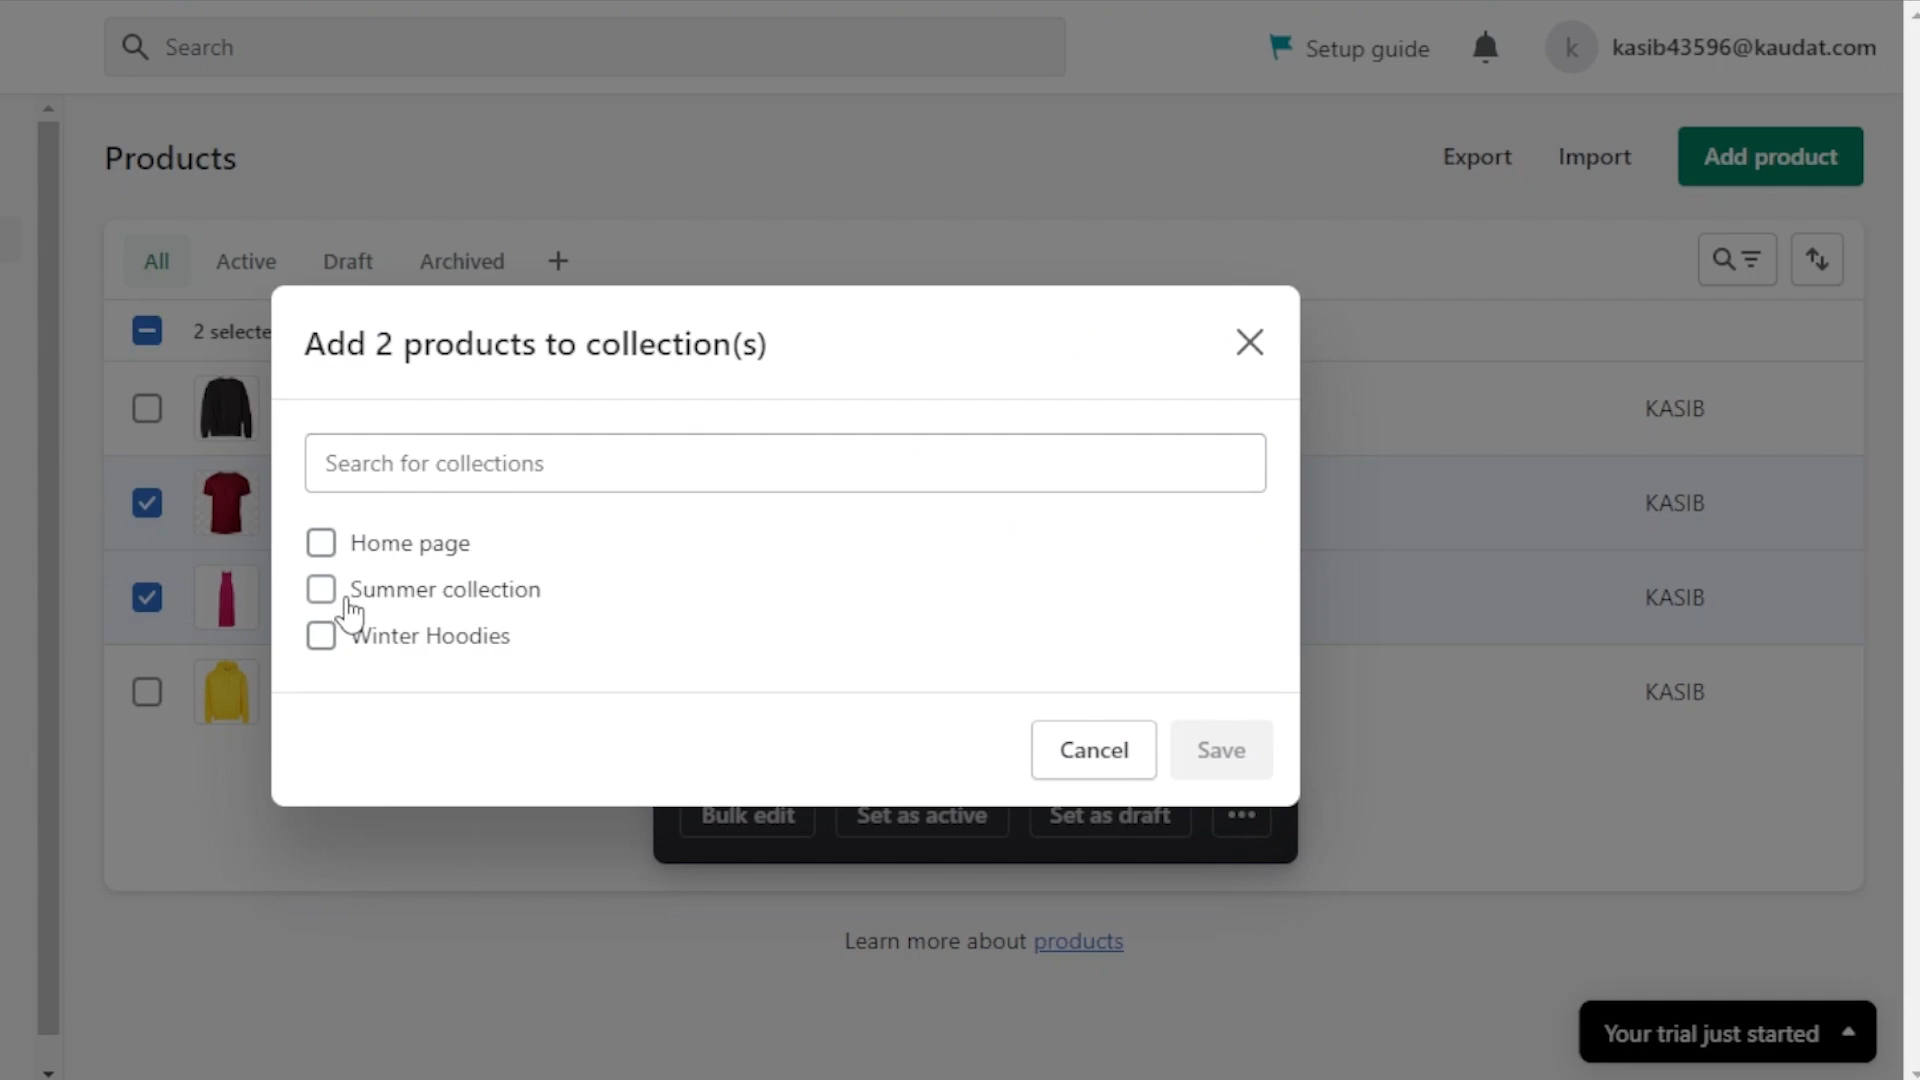 Search
Setup guide
k
kasib43596@kaudat.com
Products
Export
Import
Add product
All
Active
Draft
Archived
2 selecte
Add 2 products to collection(s)
Search for collections
Home page
Summer collection
Winter Hoodies
Cancel
Save
KASIB
KASIB
KASIB
KASIB
Bulk edit
Set as active
Set as draft
Learn more about products
Your trial just started